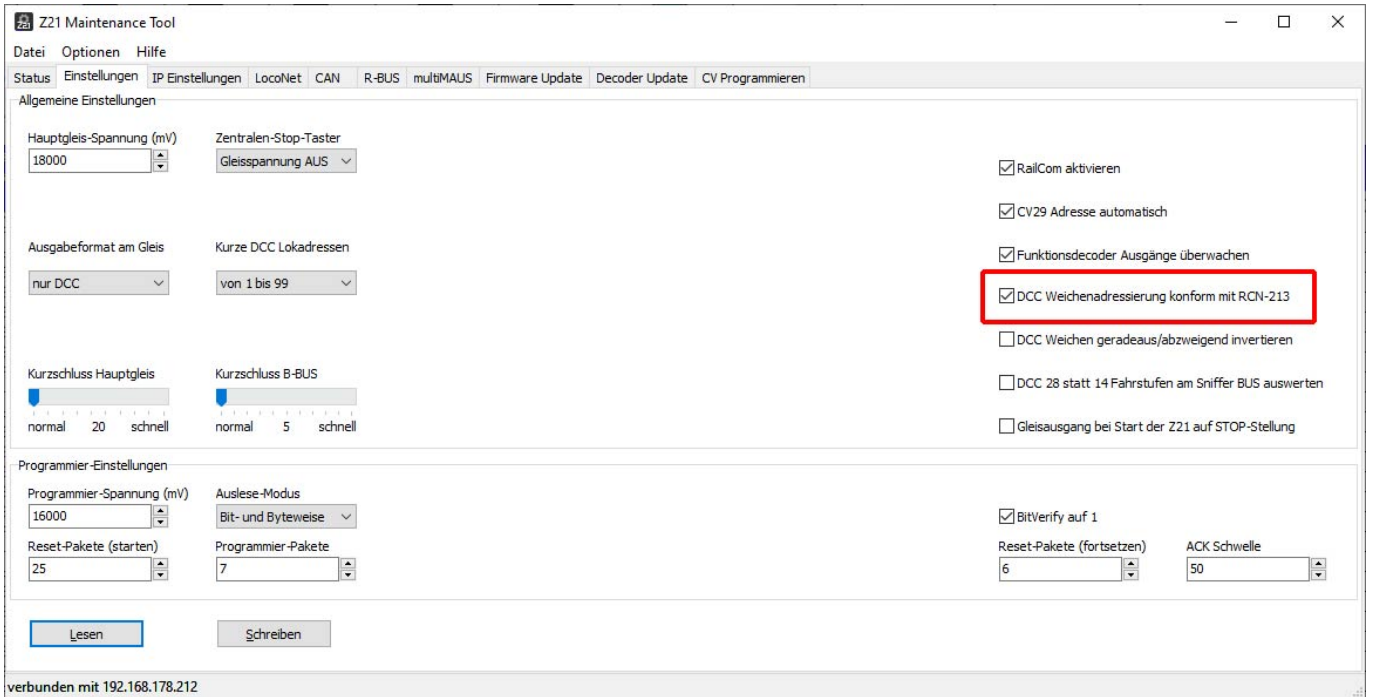 Z21 Maintenance Tool
Datei Optionen Hilfe
Status Einstellungen IP Einstellungen LocoNet CAN R-BUS multiMAUS Firmware Update Decoder Update CV Programmieren
Allgemeine Einstellungen
Hauptgleis-Spannung (mV) Zentralen-Stop-Taster
18000 Gleisspannung AUS
RailCom aktivieren
CV29 Adresse automatisch
Ausgabeformat am Gleis Kurze DCC Lokadressen
Funktionsdecoder Ausgänge überwachen
nur DCC von 1 bis 99
DCC Weichenadressierung konform mit RCN-213
DCC Weichen geradeaus/abzweigend invertieren
Kurzschluss Hauptgleis Kurzschluss B-BUS
DCC 28 statt 14 Fahrstufen am Sniffer BUS auswerten
normal 20 schnell normal 5 schnell
Gleisausgang bei Start der Z21 auf STOP-Stellung
Programmier-Einstellungen
Programmier-Spannung (mV) Auslese-Modus
16000 Bit- und Byteweise BitVerify auf 1
Reset-Pakete (starten) Programmier-Pakete Reset-Pakete (fortsetzen) ACK Schwelle
25 7 6 50
Lesen Schreiben
verbunden mit 192.168.178.212